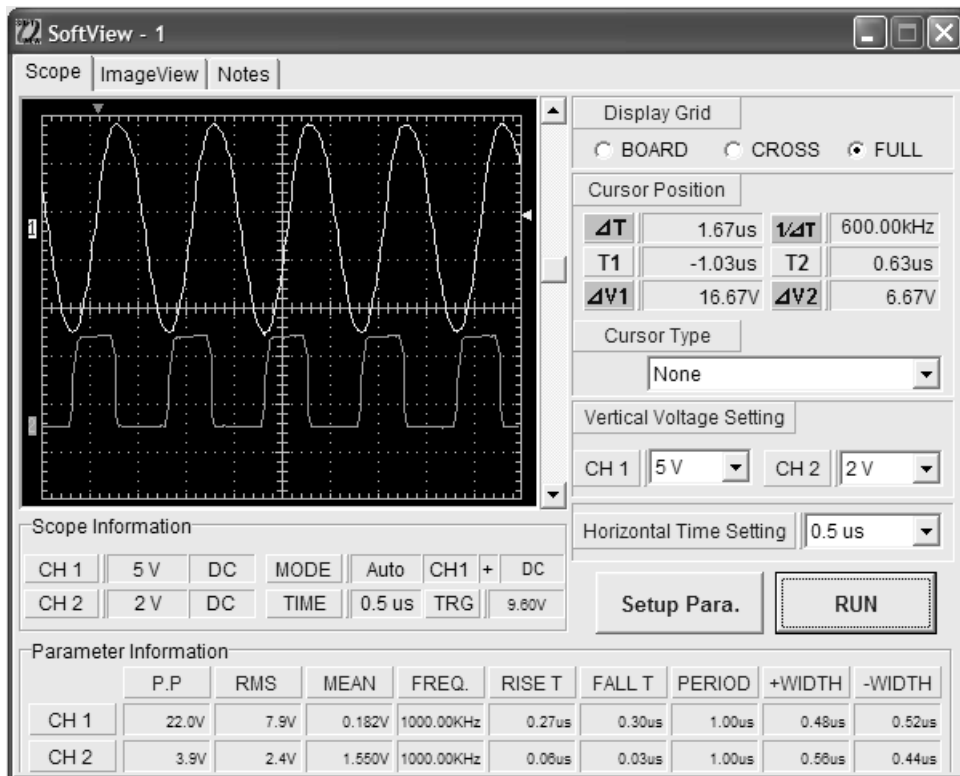 SoftView - 1
Scope ImageView Notes
1
2
Display Grid
BOARD CROSS FULL
Cursor Position
⊿T 1.67us 1/⊿T 600.00kHz
T1 -1.03us T2 0.63us
⊿V1 16.67V ⊿V2 6.67V
Cursor Type
None
Vertical Voltage Setting
CH 1 5 V CH 2 2 V
Horizontal Time Setting 0.5 us
Setup Para. RUN
Scope Information
CH 1 5 V DC MODE Auto CH1 + DC
CH 2 2 V DC TIME 0.5 us TRG 9.60V
Parameter Information
P.P RMS MEAN FREQ. RISE T FALL T PERIOD +WIDTH -WIDTH
CH 1 22.0V 7.9V 0.182V 1000.00KHz 0.27us 0.30us 1.00us 0.48us 0.52us
CH 2 3.9V 2.4V 1.550V 1000.00KHz 0.06us 0.03us 1.00us 0.56us 0.44us